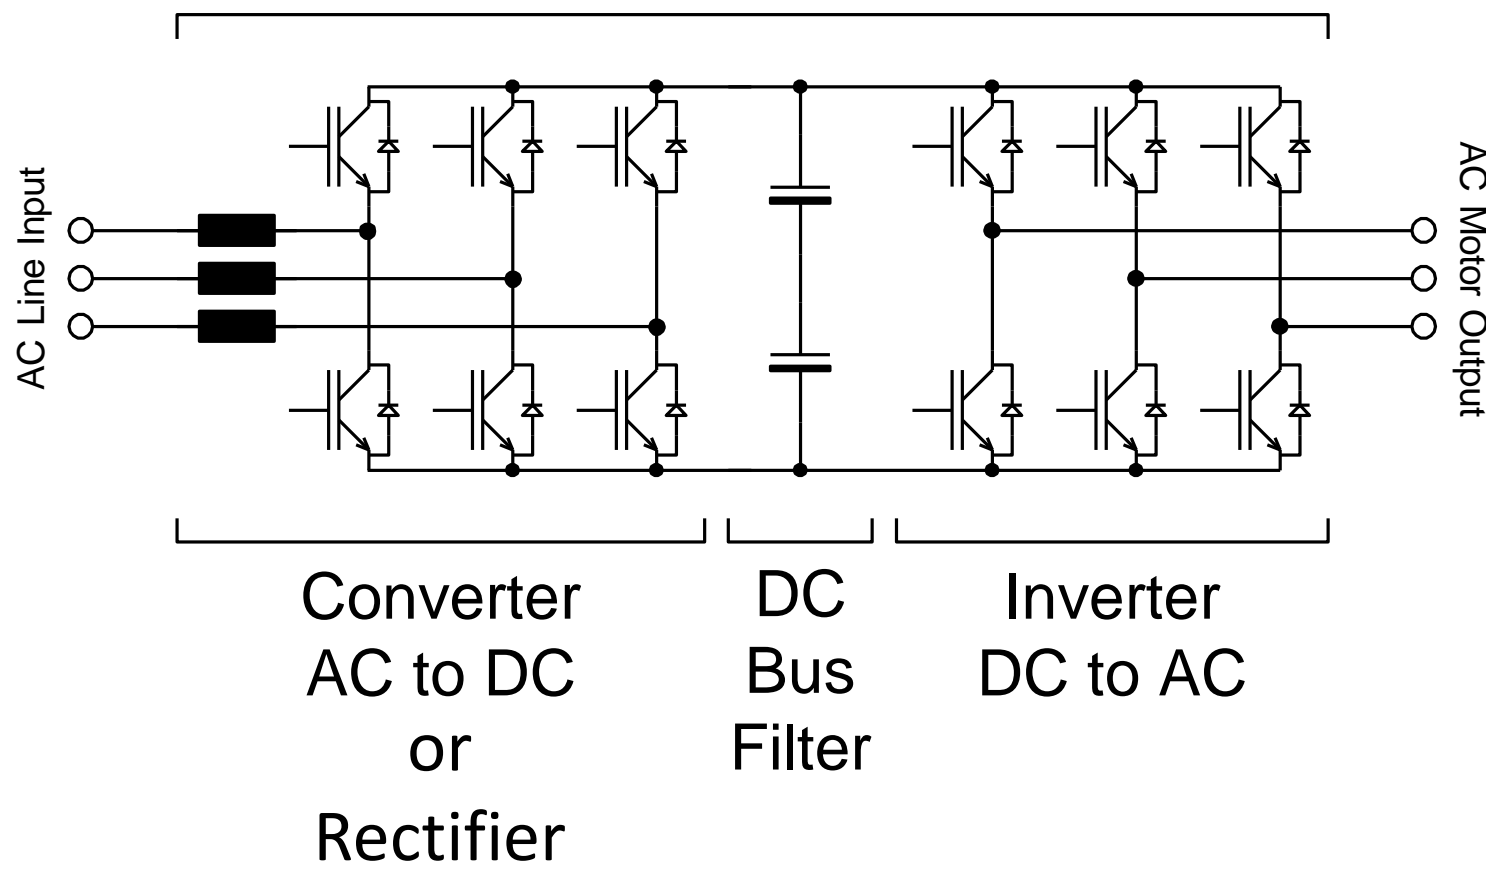 AC Line Input
AC Motor Output
Converter
AC to DC
or
Rectifier
DC
Bus
Filter
Inverter
DC to AC